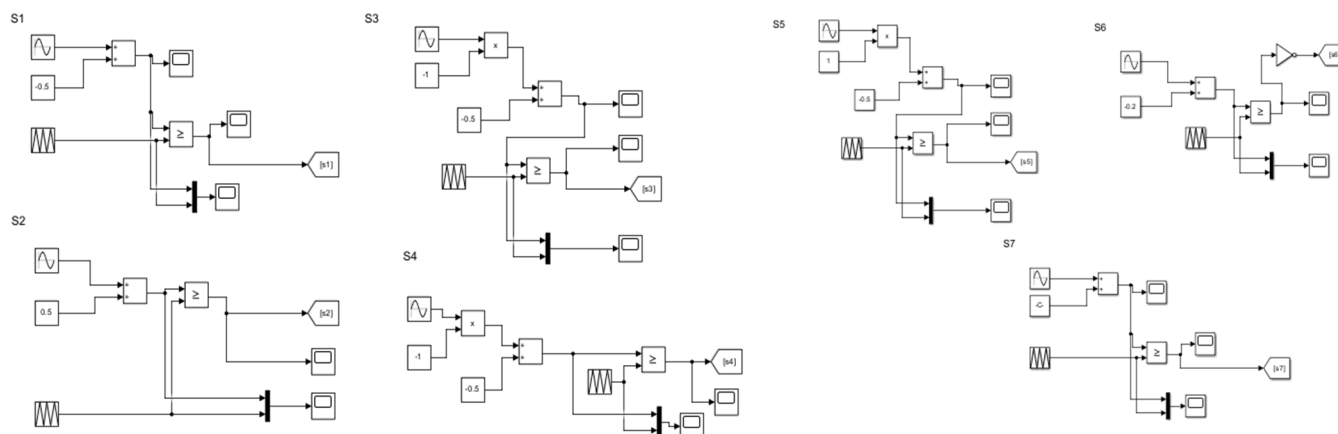 S1
+
+
-0.5
≥
[s1]
S2
+
+
0.5
≥
[s2]
S3
x
-1
+
+
-0.5
≥
[s3]
S4
x
-1
+
+
-0.5
≥
[s4]
S5
x
1
+
+
-0.5
≥
[s5]
S6
+
+
-0.2
≥
S7
+
+
-C-
≥
[s7]